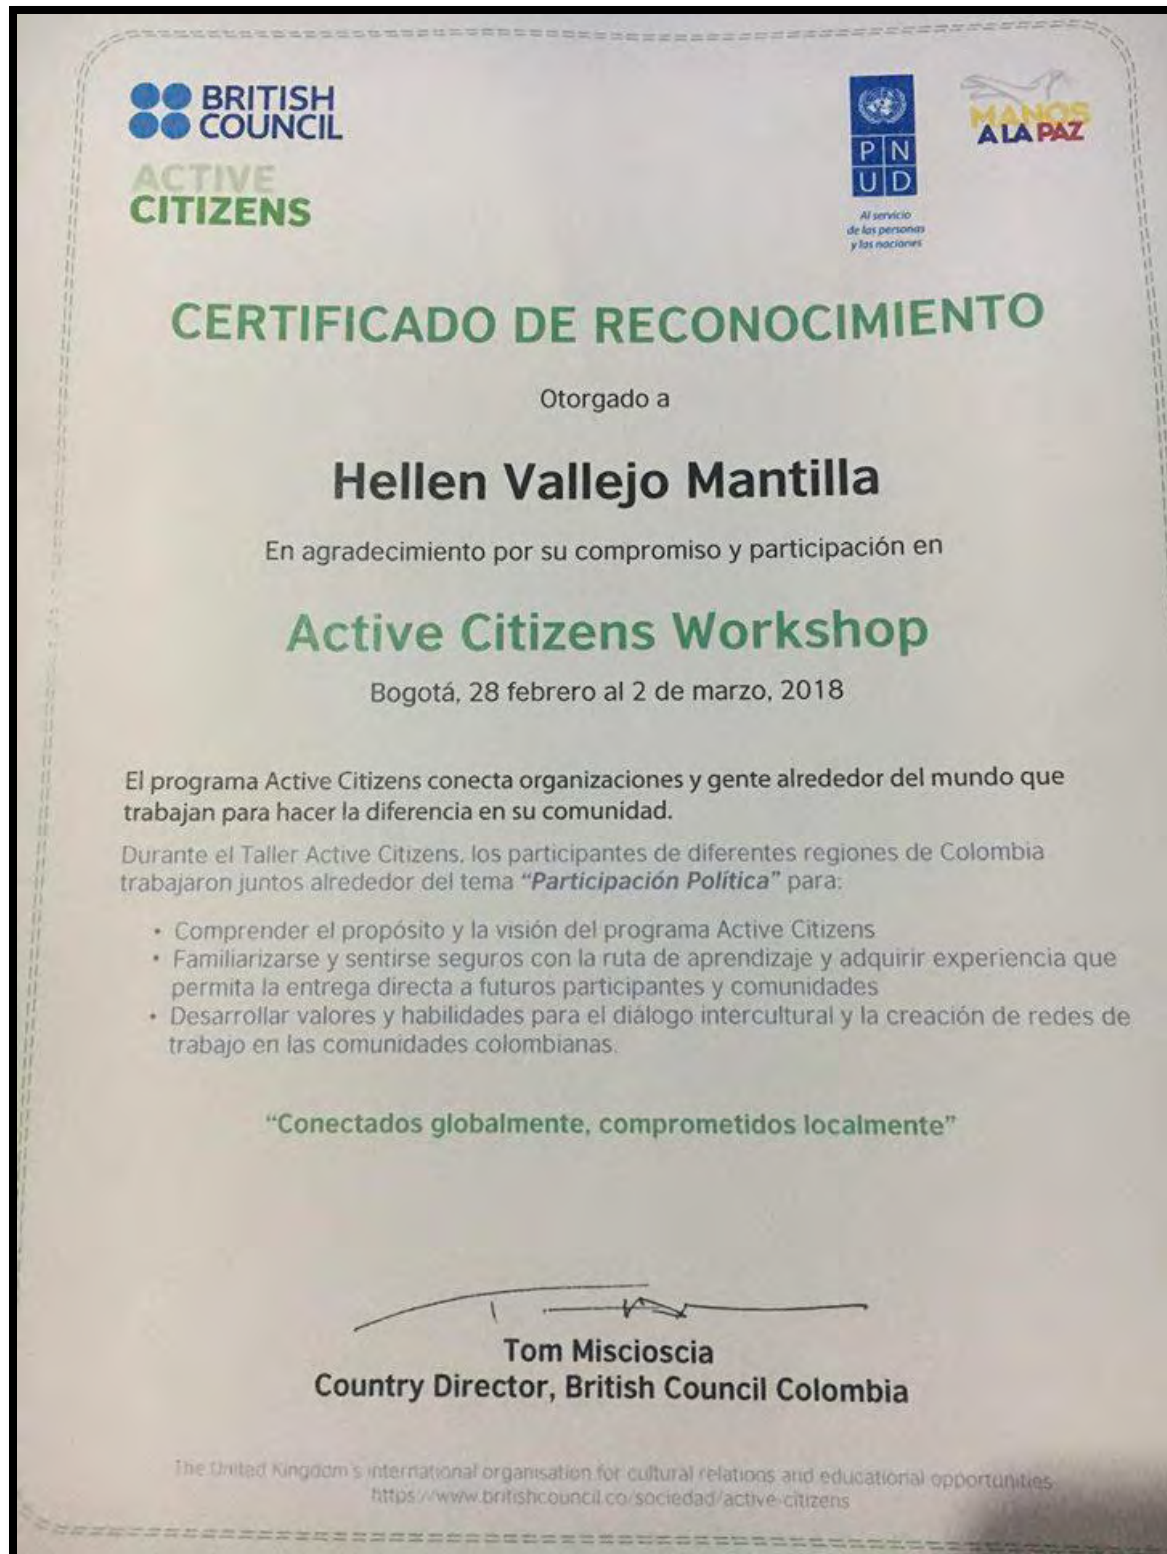 BRITISH
COUNCIL
ACTIVE
CITIZENS
P N
U D
Al servicio
de las personas
y las naciones
MANOS
A LA PAZ
CERTIFICADO DE RECONOCIMIENTO
Otorgado a
Hellen Vallejo Mantilla
En agradecimiento por su compromiso y participación en
Active Citizens Workshop
Bogotá, 28 febrero al 2 de marzo, 2018
El programa Active Citizens conecta organizaciones y gente alrededor del mundo que
trabajan para hacer la diferencia en su comunidad.
Durante el Taller Active Citizens, los participantes de diferentes regiones de Colombia
trabajaron juntos alrededor del tema “Participación Política” para:
• Comprender el propósito y la visión del programa Active Citizens
• Familiarizarse y sentirse seguros con la ruta de aprendizaje y adquirir experiencia que
permita la entrega directa a futuros participantes y comunidades
• Desarrollar valores y habilidades para el diálogo intercultural y la creación de redes de
trabajo en las comunidades colombianas.
“Conectados globalmente, comprometidos localmente”
Tom Miscioscia
Country Director, British Council Colombia
The United Kingdom's international organisation for cultural relations and educational opportunities
https://www.britishcouncil.co/sociedad/active-citizens